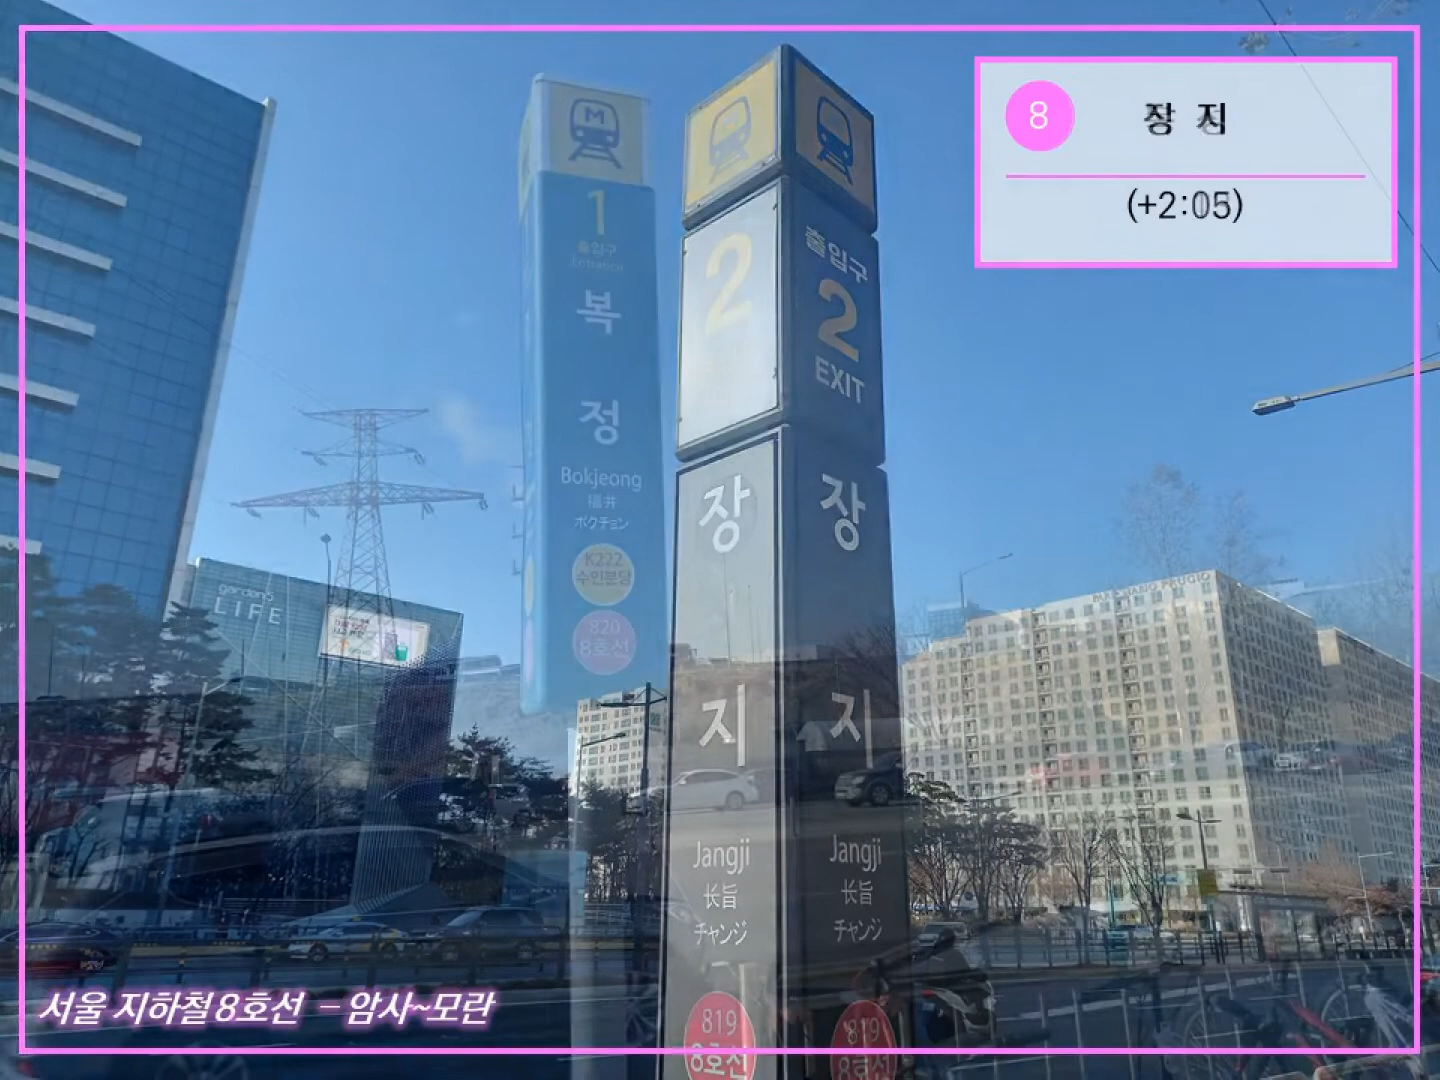 8 장 지
(+2:05)
M
1
출입구
Entrance
복
정
Bokjeong
福井
ポクチョン
K222
수인분당
820
8호선
2
장
지
Jangji
长旨
チャンジ
819
8호선
출입구
2
EXIT
장
지
Jangji
长旨
チャンジ
819
8호선
garden5
LIFE
PRUGIO
서울 지하철 8호선 – 암사~모란